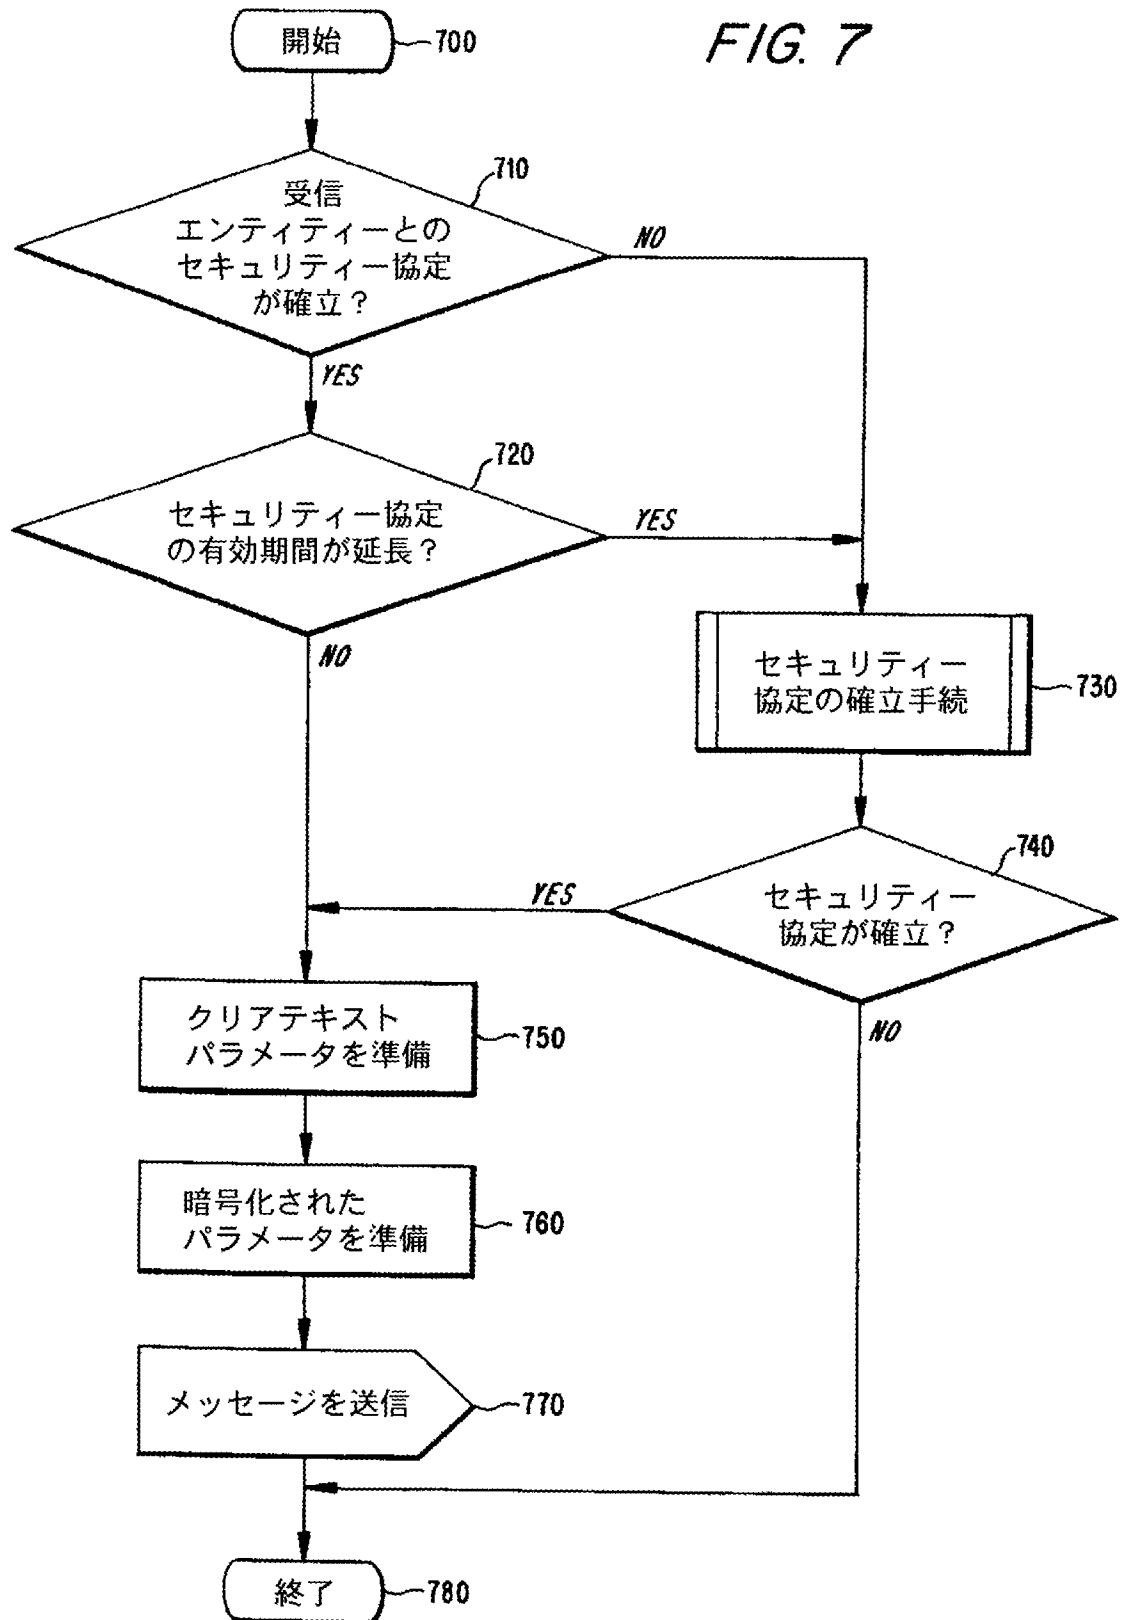 FIG. 7
開始
700
受信
エンティティーとの
セキュリティー協定
が確立？
710
NO
YES
セキュリティー協定
の有効期間が延長？
720
YES
NO
セキュリティー
協定の確立手続
730
セキュリティー
協定が確立？
740
YES
NO
クリアテキスト
パラメータを準備
750
暗号化された
パラメータを準備
760
メッセージを送信
770
終了
780